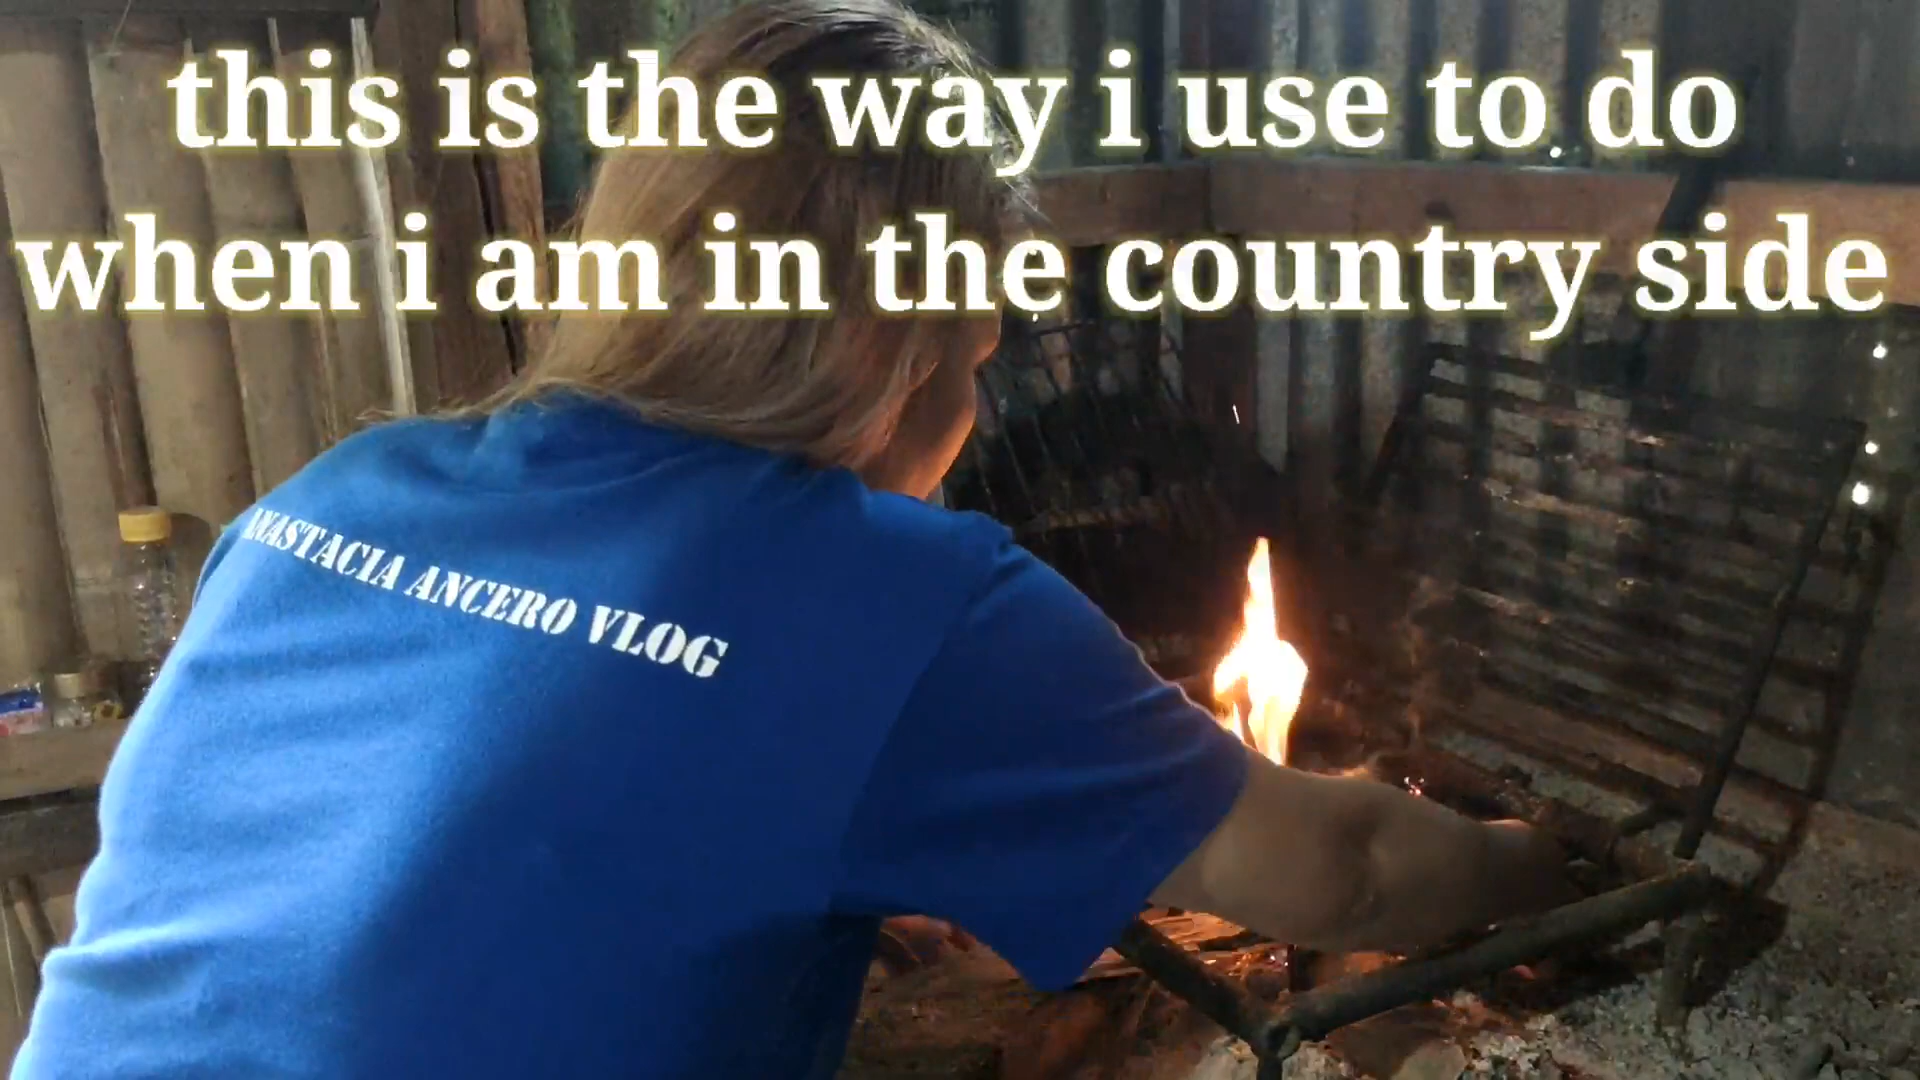 this is the way i use to do
when i am in the country side
ANASTACIA ANCERO VLOG